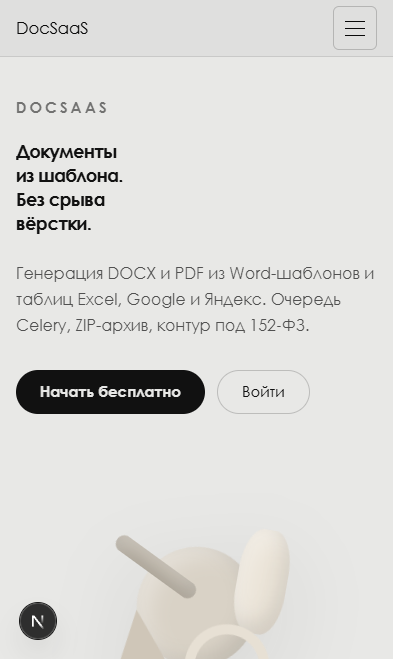 DocSaaS
DOCSAAS
Документы
из шаблона.
Без срыва
вёрстки.
Генерация DOCX и PDF из Word-шаблонов и
таблиц Excel, Google и Яндекс. Очередь
Celery, ZIP-архив, контур под 152-ФЗ.
Начать бесплатно
Войти
N